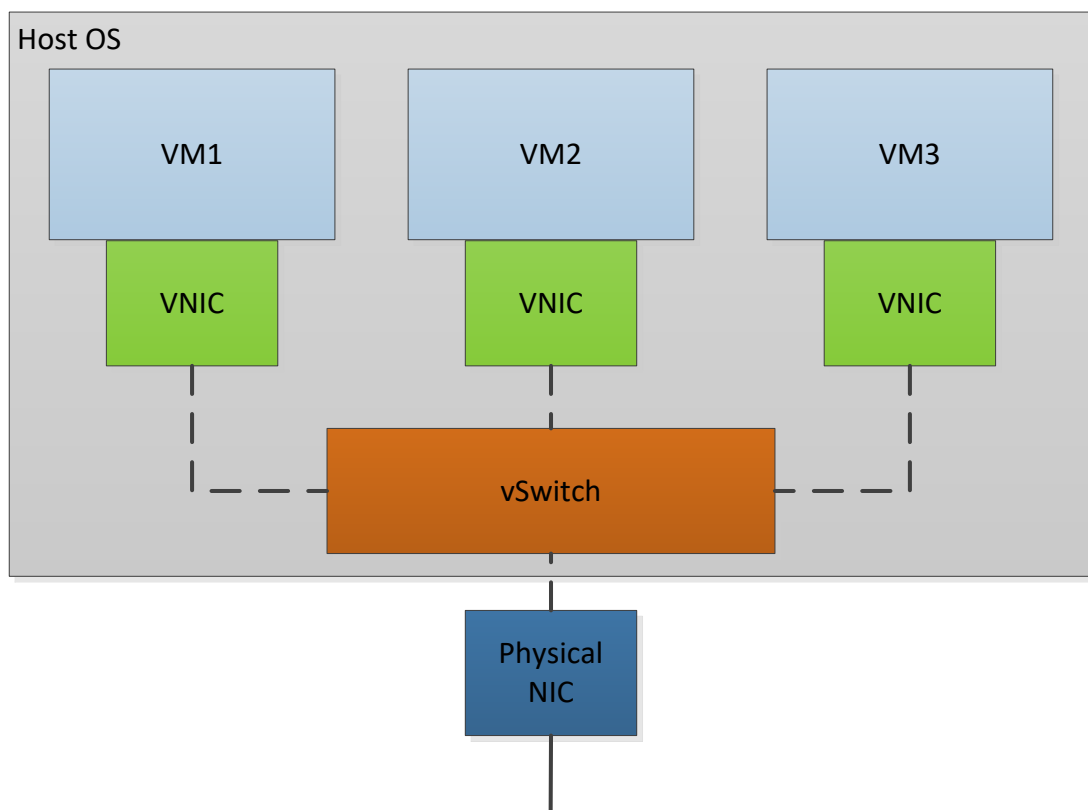 Host OS
VM1
VM2
VM3
VNIC
VNIC
VNIC
vSwitch
Physical
NIC